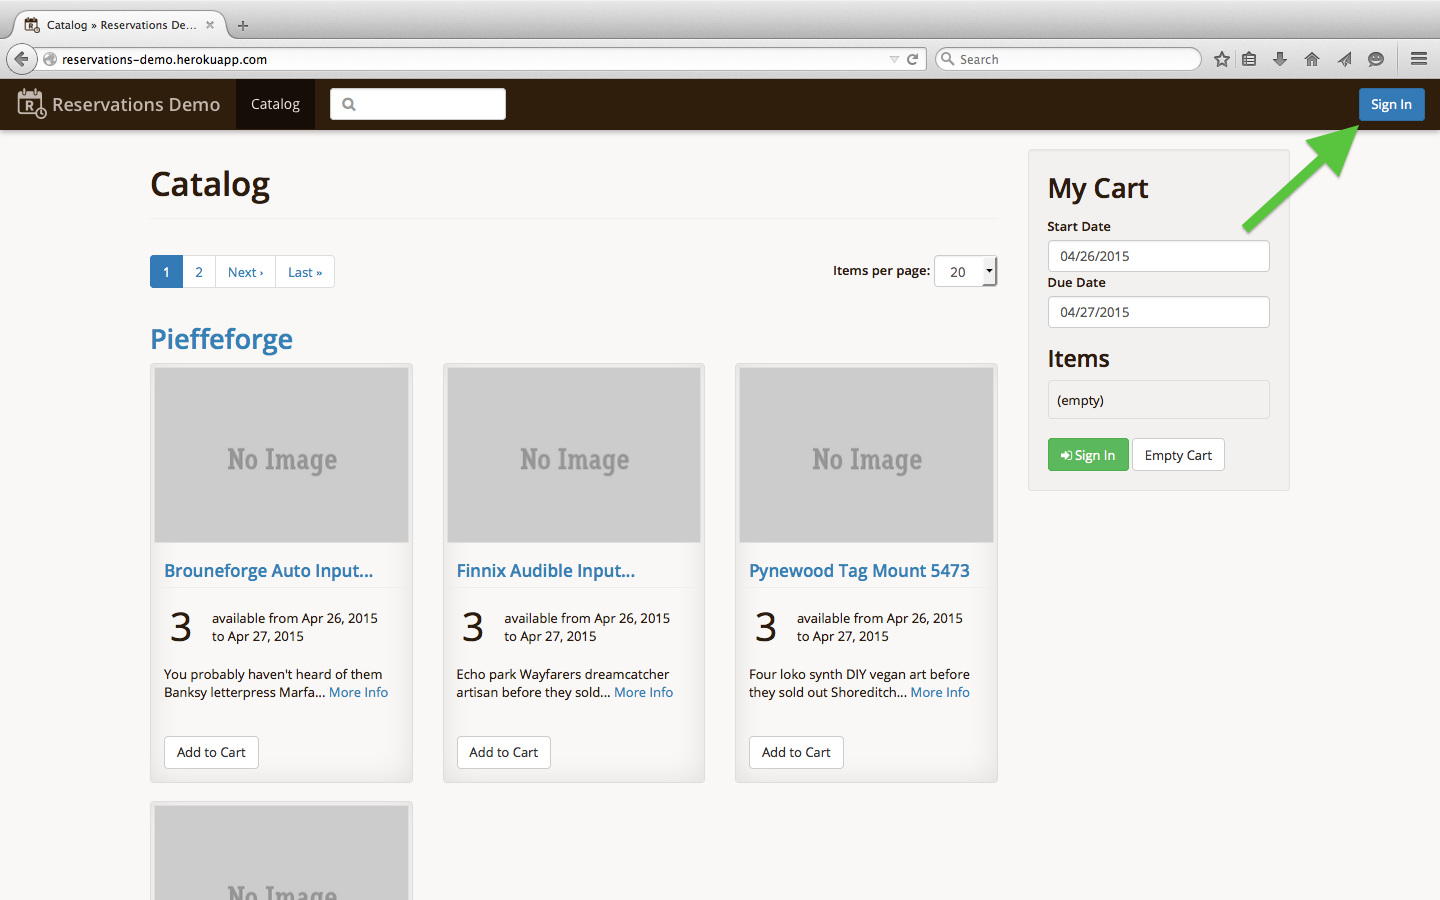 Catalog » Reservations De...
reservations-demo.herokuapp.com
Search
Reservations Demo
Catalog
Sign In
Catalog
1
2
Next ›
Last »
Items per page:
20
Pieffeforge
No Image
Brouneforge Auto Input...
3
available from Apr 26, 2015
to Apr 27, 2015
You probably haven't heard of them
Banksy letterpress Marfa... More Info
Add to Cart
No Image
Finnix Audible Input...
3
available from Apr 26, 2015
to Apr 27, 2015
Echo park Wayfarers dreamcatcher
artisan before they sold... More Info
Add to Cart
No Image
Pynewood Tag Mount 5473
3
available from Apr 26, 2015
to Apr 27, 2015
Four loko synth DIY vegan art before
they sold out Shoreditch... More Info
Add to Cart
No Image
My Cart
Start Date
04/26/2015
Due Date
04/27/2015
Items
(empty)
Sign In
Empty Cart